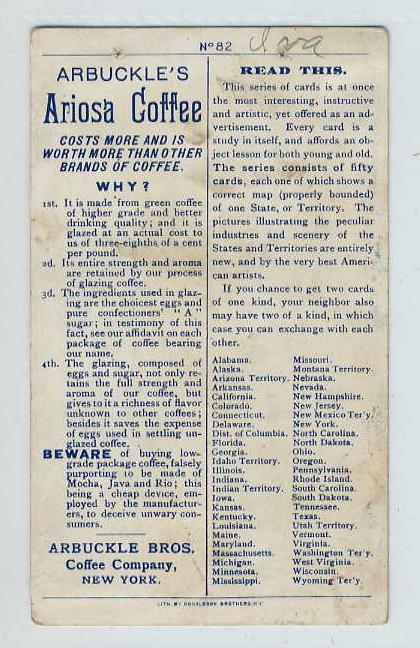 No 82
Iowa
ARBUCKLE'S
Ariosa Coffee
COSTS MORE AND IS
WORTH MORE THAN OTHER
BRANDS OF COFFEE.
WHY?
1st. It is made from green coffee
of higher grade and better
drinking quality; and it is
glazed at an actual cost to
us of three-eighths of a cent
per pound.
2d. Its entire strength and aroma
are retained by our process
of glazing coffee.
3d. The ingredients used in glaz-
ing are the choicest eggs and
pure confectioners' "A"
sugar; in testimony of this
fact, see our affidavit on each
package of coffee bearing
our name.
4th. The glazing, composed of
eggs and sugar, not only re-
tains the full strength and
aroma of our coffee, but
gives to it a richness of flavor
unknown to other coffees;
besides it saves the expense
of eggs used in settling un-
glazed coffee.
BEWARE of buying low-
grade package coffee, falsely
purporting to be made of
Mocha, Java and Rio; this
being a cheap device, em-
ployed by the manufactur-
ers, to deceive unwary con-
sumers.
ARBUCKLE BROS.
Coffee Company,
NEW YORK.
READ THIS.
This series of cards is at once
the most interesting, instructive
and artistic, yet offered as an ad-
vertisement. Every card is a
study in itself, and affords an ob-
ject lesson for both young and old.
The series consists of fifty
cards, each one of which shows a
correct map (properly bounded)
of one State, or Territory. The
pictures illustrating the peculiar
industries and scenery of the
States and Territories are entirely
new, and by the very best Ameri-
can artists.
If you chance to get two cards
of one kind, your neighbor also
may have two of a kind, in which
case you can exchange with each
other.
Alabama.
Alaska.
Arizona Territory.
Arkansas.
California.
Colorado.
Connecticut.
Delaware.
Dist. of Columbia.
Florida.
Georgia.
Idaho Territory.
Illinois.
Indiana.
Indian Territory.
Iowa.
Kansas.
Kentucky.
Louisiana.
Maine.
Maryland.
Massachusetts.
Michigan.
Minnesota.
Mississippi.
Missouri.
Montana Territory.
Nebraska.
Nevada.
New Hampshire.
New Jersey.
New Mexico Ter'y.
New York.
North Carolina.
North Dakota.
Ohio.
Oregon.
Pennsylvania.
Rhode Island.
South Carolina.
South Dakota.
Tennessee.
Texas.
Utah Territory.
Vermont.
Virginia.
Washington Ter'y.
West Virginia.
Wisconsin.
Wyoming Ter'y.
LITH. BY DONALDSON BROTHERS, N.Y.